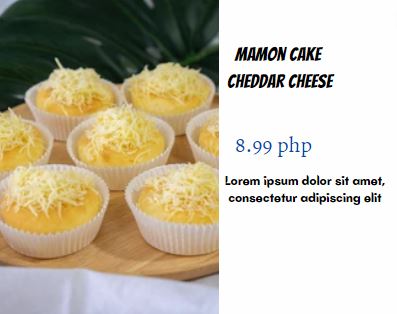 MAMON CAKE
CHEDDAR CHEESE
8.99 php
Lorem ipsum dolor sit amet,
consectetur adipiscing elit